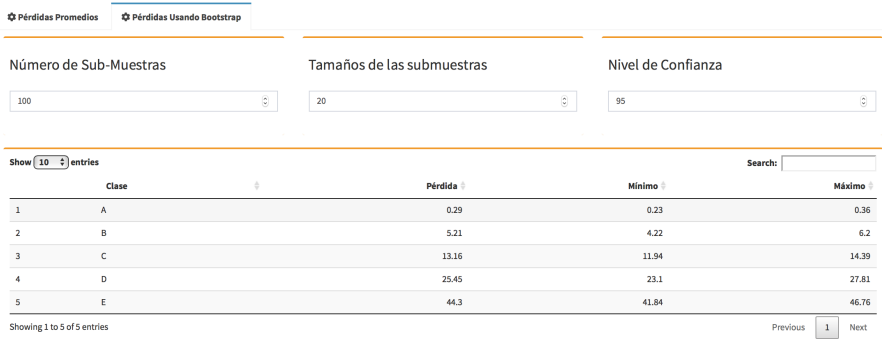 Pérdidas Promedios Pérdidas Usando Bootstrap
Número de Sub-Muestras Tamaños de las submuestras Nivel de Confianza
100 20 95
Show 10 entries Search:
Clase Pérdida Mínimo Máximo
1 A 0.29 0.23 0.36
2 B 5.21 4.22 6.2
3 C 13.16 11.94 14.39
4 D 25.45 23.1 27.81
5 E 44.3 41.84 46.76
Showing 1 to 5 of 5 entries Previous 1 Next